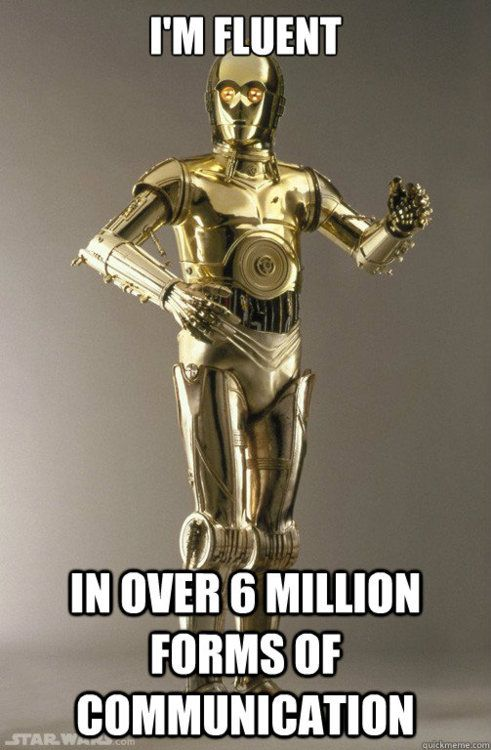 I'M FLUENT
IN OVER 6 MILLION
FORMS OF
COMMUNICATION
STAR WARS.com
quickmeme.com